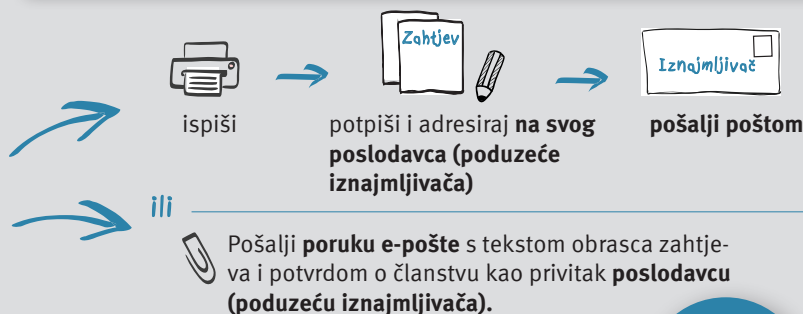 Zahtjev
Iznajmljivač
ispiši
potpiši i adresiraj na svog
poslodavca (poduzeće
iznajmljivača)
pošalji poštom
ili
Pošalji poruku e-pošte s tekstom obrasca zahtje-
va i potvrdom o članstvu kao privitak poslodavcu
(poduzeću iznajmljivača).